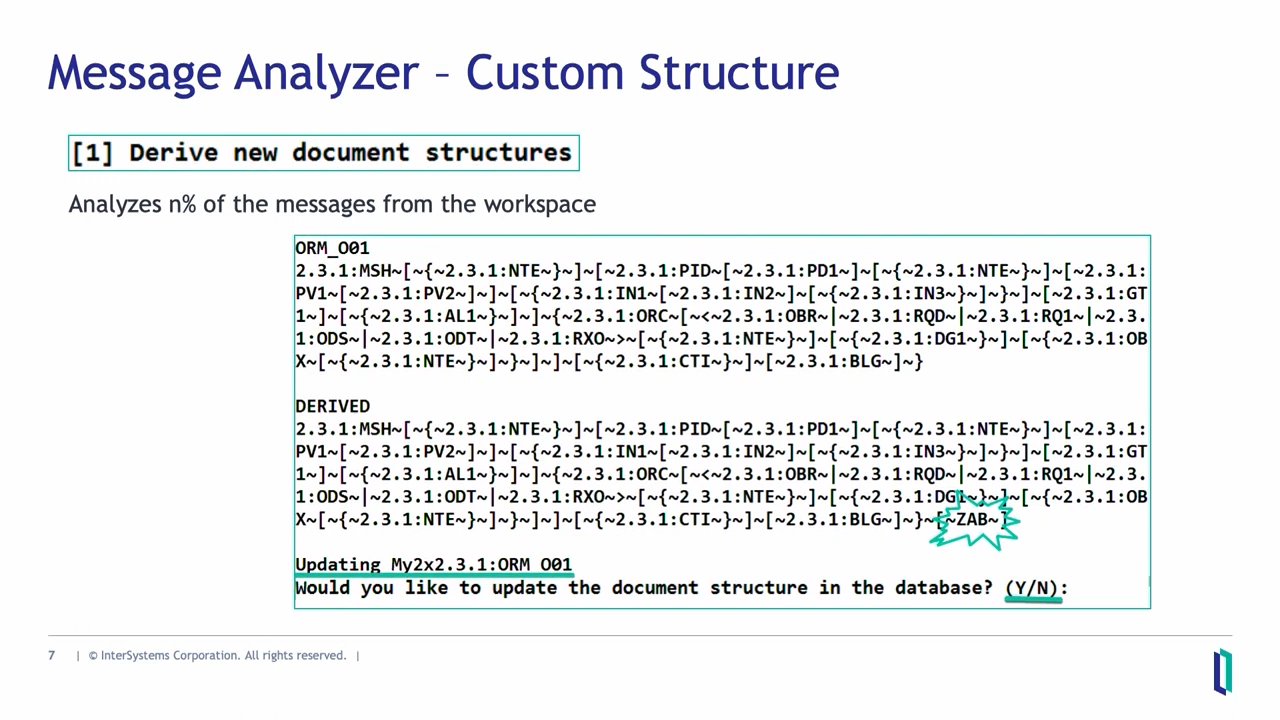 Message Analyzer – Custom Structure
[1] Derive new document structures
Analyzes n% of the messages from the workspace
ORM_O01
2.3.1:MSH~[~{~2.3.1:NTE~}~]~[~2.3.1:PID~[~2.3.1:PD1~]~[~{~2.3.1:NTE~}~]~[~2.3.1:
PV1~[~2.3.1:PV2~]~]~[~{~2.3.1:IN1~[~2.3.1:IN2~]~[~{~2.3.1:IN3~}~]~}~]~[~2.3.1:GT
1~]~[~{~2.3.1:AL1~}~]~]~{~2.3.1:ORC~[~<~2.3.1:OBR~|~2.3.1:RQD~|~2.3.1:RQ1~|~2.3.
1:ODS~|~2.3.1:ODT~|~2.3.1:RXO~>~[~{~2.3.1:NTE~}~]~[~{~2.3.1:DG1~}~]~[~{~2.3.1:OB
X~[~{~2.3.1:NTE~}~]~}~]~]~[~{~2.3.1:CTI~}~]~[~2.3.1:BLG~]~}
DERIVED
2.3.1:MSH~[~{~2.3.1:NTE~}~]~[~2.3.1:PID~[~2.3.1:PD1~]~[~{~2.3.1:NTE~}~]~[~2.3.1:
PV1~[~2.3.1:PV2~]~]~[~{~2.3.1:IN1~[~2.3.1:IN2~]~[~{~2.3.1:IN3~}~]~}~]~[~2.3.1:GT
1~]~[~{~2.3.1:AL1~}~]~]~{~2.3.1:ORC~[~<~2.3.1:OBR~|~2.3.1:RQD~|~2.3.1:RQ1~|~2.3.
1:ODS~|~2.3.1:ODT~|~2.3.1:RXO~>~[~{~2.3.1:NTE~}~]~[~{~2.3.1:DG1~}~]~[~{~2.3.1:OB
X~[~{~2.3.1:NTE~}~]~}~]~]~[~{~2.3.1:CTI~}~]~[~2.3.1:BLG~]~}~[~ZAB~]
Updating My2x2.3.1:ORM_O01
Would you like to update the document structure in the database? (Y/N):
7 | © InterSystems Corporation. All rights reserved. |